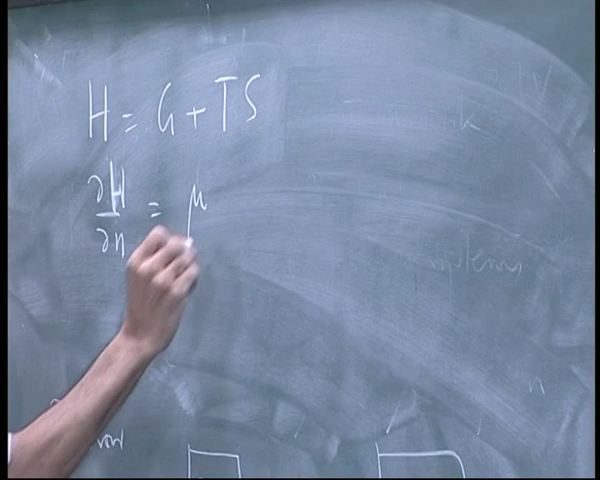 H = G + TS
∂H/∂n = μ